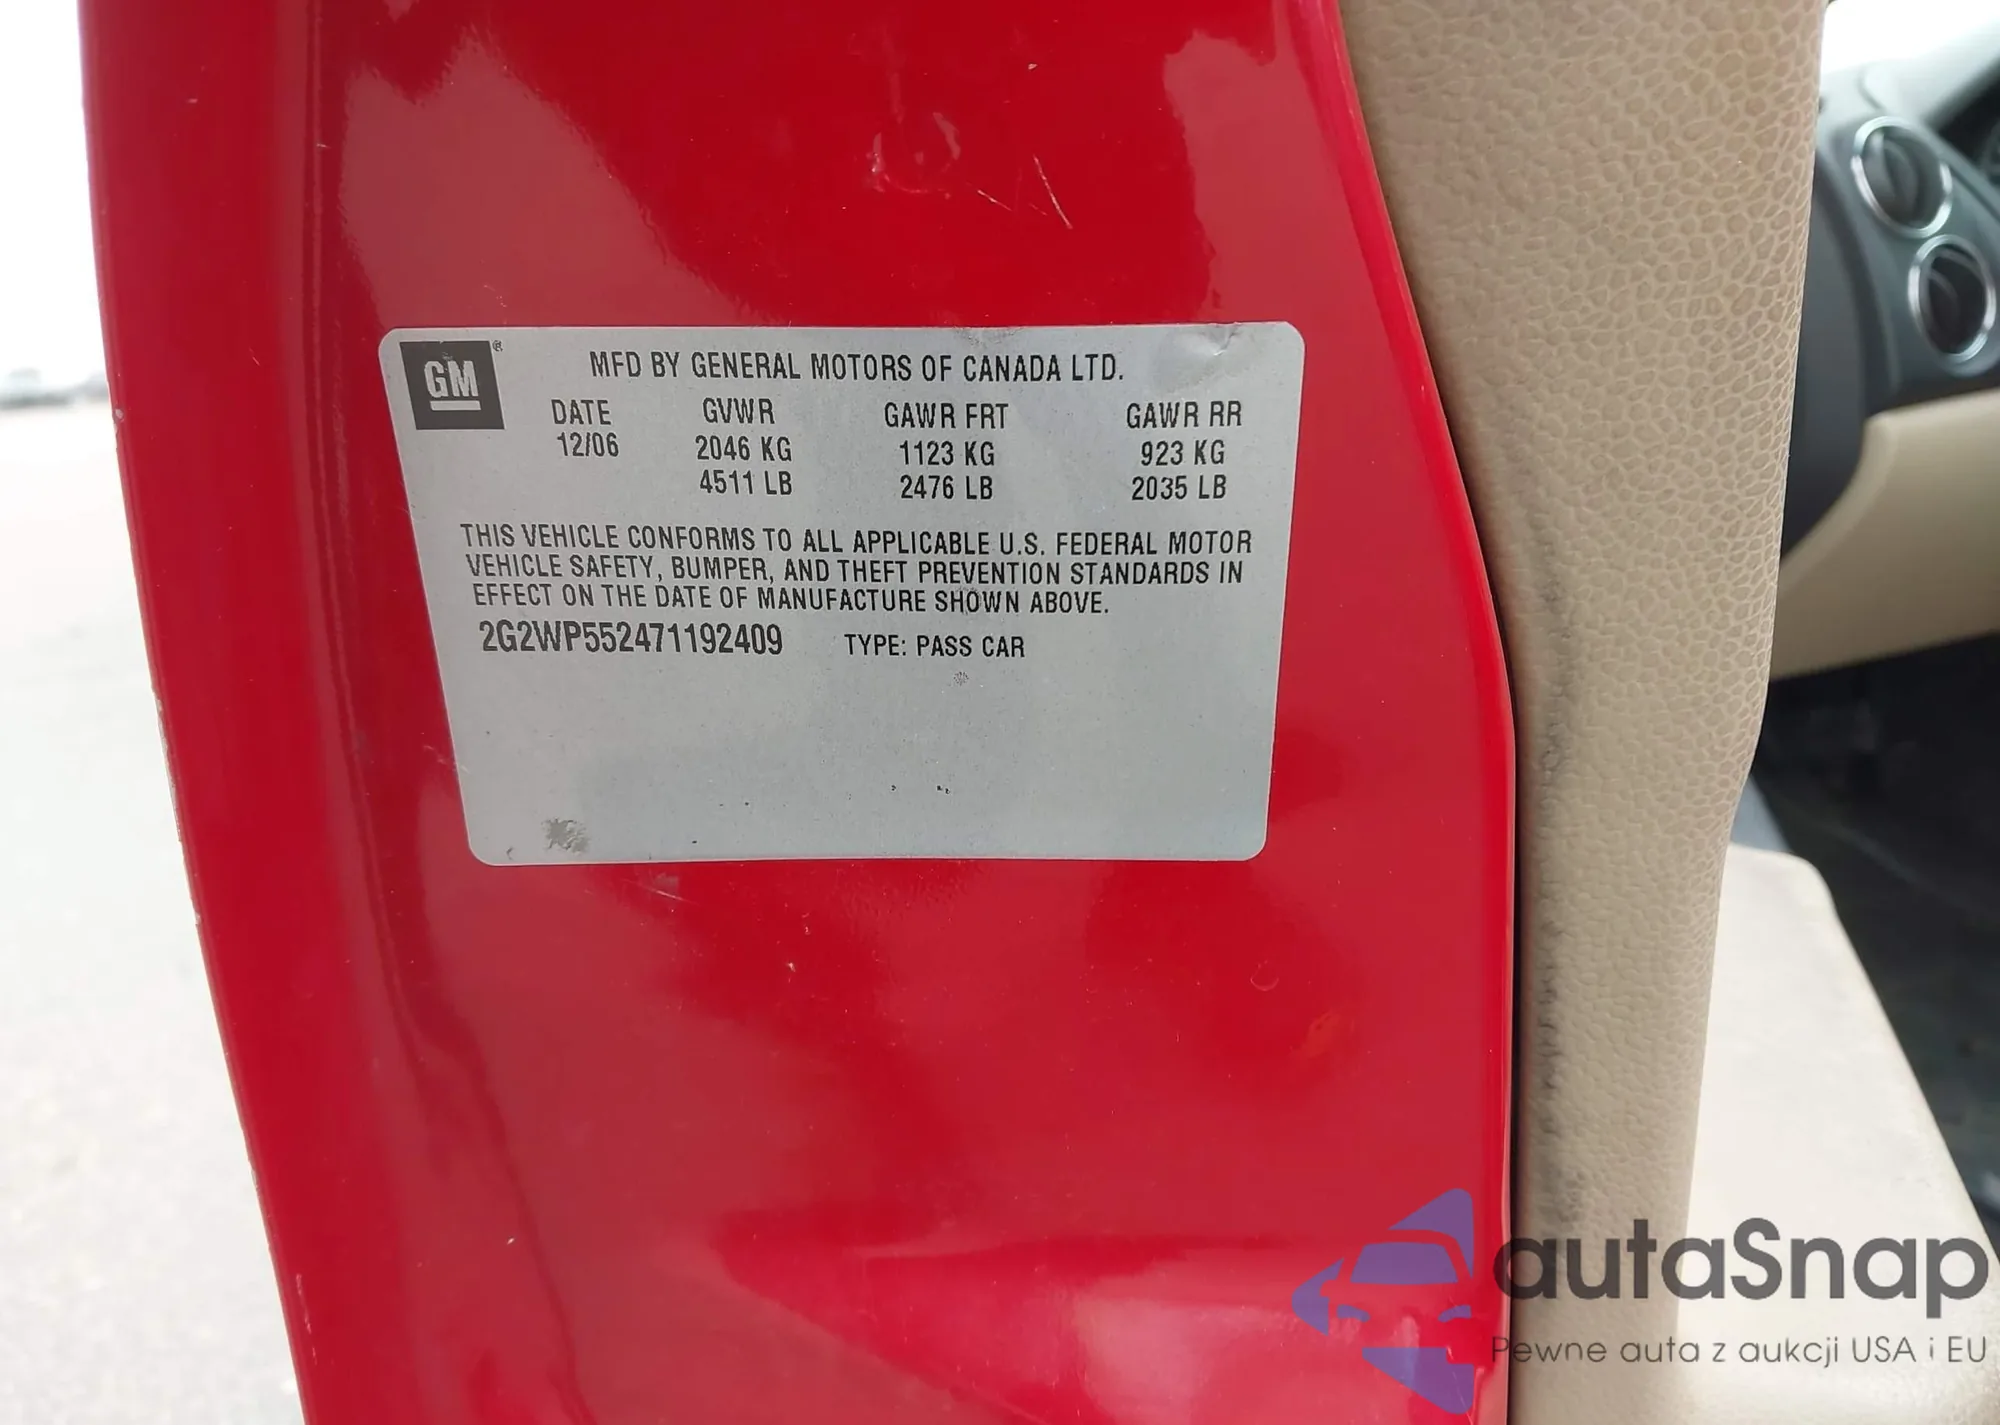 GM®
MFD BY GENERAL MOTORS OF CANADA LTD.
DATE GVWR GAWR FRT GAWR RR
12/06 2046 KG 1123 KG 923 KG
4511 LB 2476 LB 2035 LB
THIS VEHICLE CONFORMS TO ALL APPLICABLE U.S. FEDERAL MOTOR
VEHICLE SAFETY, BUMPER, AND THEFT PREVENTION STANDARDS IN
EFFECT ON THE DATE OF MANUFACTURE SHOWN ABOVE.
2G2WP552471192409 TYPE: PASS CAR
autaSnap
Pewne auta z aukcji USA i EU